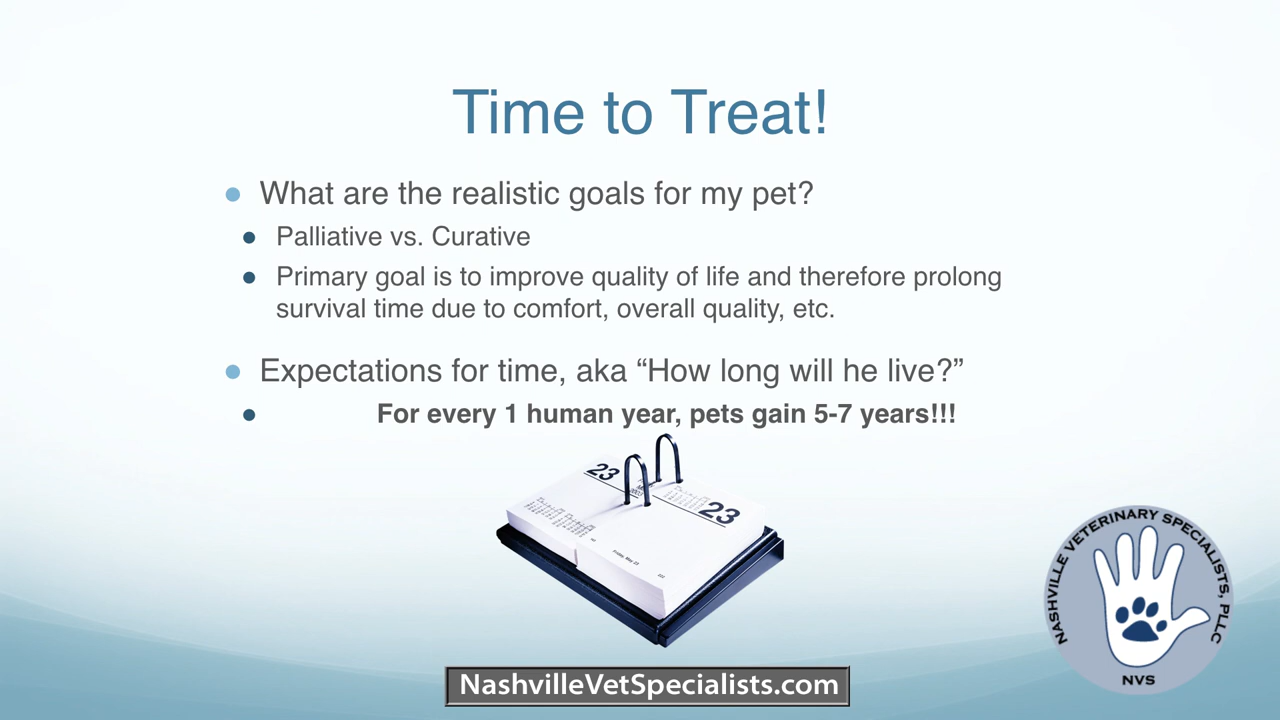 Time to Treat!
What are the realistic goals for my pet?
Palliative vs. Curative
Primary goal is to improve quality of life and therefore prolong
survival time due to comfort, overall quality, etc.
Expectations for time, aka “How long will he live?”
For every 1 human year, pets gain 5-7 years!!!
23
23
Friday, May 23
NASHVILLE VETERINARY SPECIALISTS, PLLC
NVS
NashvilleVetSpecialists.com